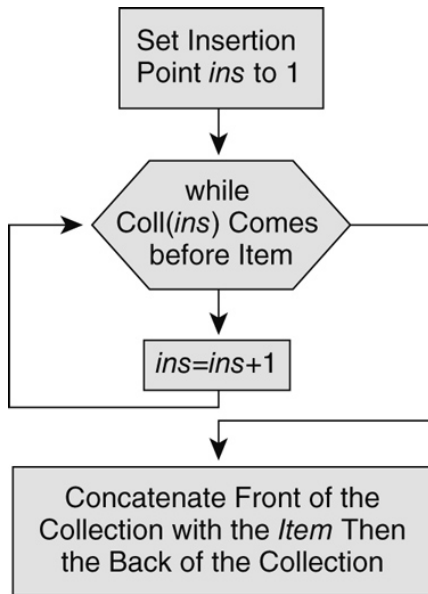 Set Insertion
Point ins to 1
while
Coll(ins) Comes
before Item
ins=ins+1
Concatenate Front of the
Collection with the Item Then
the Back of the Collection